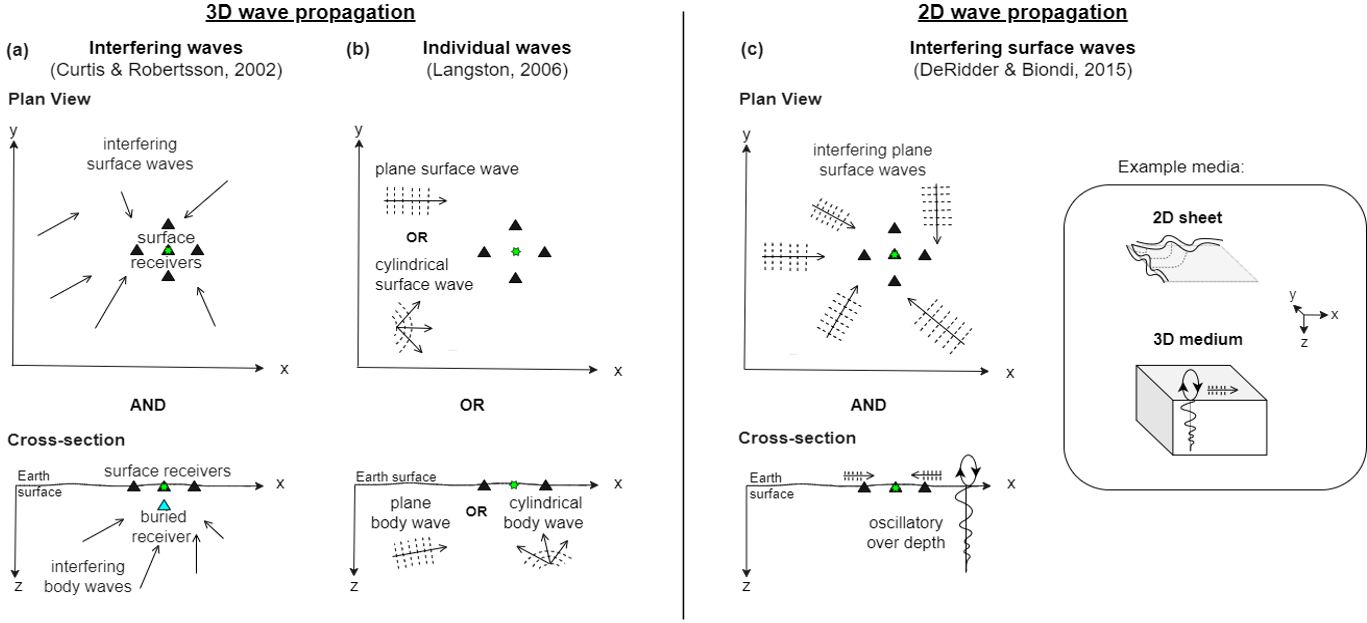 3D wave propagation
(a)
Interfering waves
(Curtis & Robertsson, 2002)
Plan View
y
interfering
surface waves
surface
receivers
x
AND
Cross-section
Earth
surface
surface receivers
x
buried
receiver
interfering
body waves
z
(b)
Individual waves
(Langston, 2006)
y
plane surface wave
OR
cylindrical
surface wave
x
OR
Earth surface
x
plane
body wave
OR
cylindrical
body wave
z
2D wave propagation
(c)
Interfering surface waves
(DeRidder & Biondi, 2015)
Plan View
y
interfering plane
surface waves
x
AND
Cross-section
Earth
surface
x
oscillatory
over depth
z
Example media:
2D sheet
y
x
z
3D medium